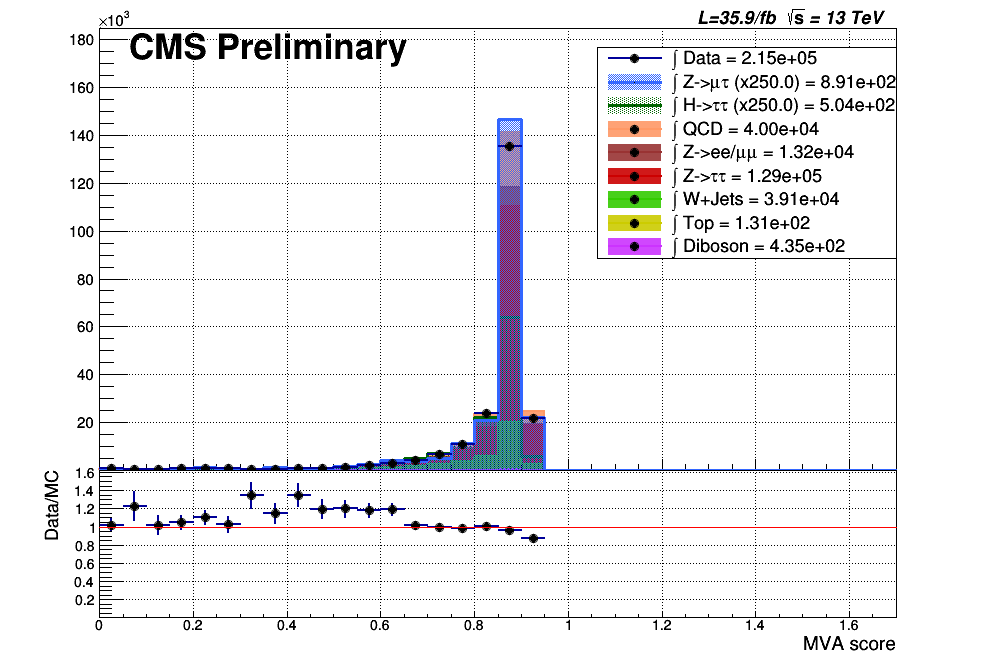 ×10³
L=35.9/fb √s = 13 TeV
CMS Preliminary
180
160
140
120
100
80
60
40
20
∫ Data = 2.15e+05
∫ Z->μτ (x250.0) = 8.91e+02
∫ H->ττ (x250.0) = 5.04e+02
∫ QCD = 4.00e+04
∫ Z->ee/μμ = 1.32e+04
∫ Z->ττ = 1.29e+05
∫ W+Jets = 3.91e+04
∫ Top = 1.31e+02
∫ Diboson = 4.35e+02
Data/MC
1.6
1.4
1.2
1
0.8
0.6
0.4
0.2
0 0.2 0.4 0.6 0.8 1 1.2 1.4 1.6
MVA score